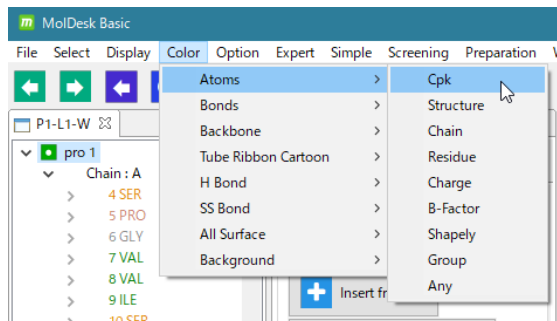 MolDesk Basic
File Select Display Color Option Expert Simple Screening Preparation
P1-L1-W
pro 1
Chain : A
4 SER
5 PRO
6 GLY
7 VAL
8 VAL
9 ILE
10 SER
Atoms
Bonds
Backbone
Tube Ribbon Cartoon
H Bond
SS Bond
All Surface
Background
Cpk
Structure
Chain
Residue
Charge
B-Factor
Shapely
Group
Any
Insert fr